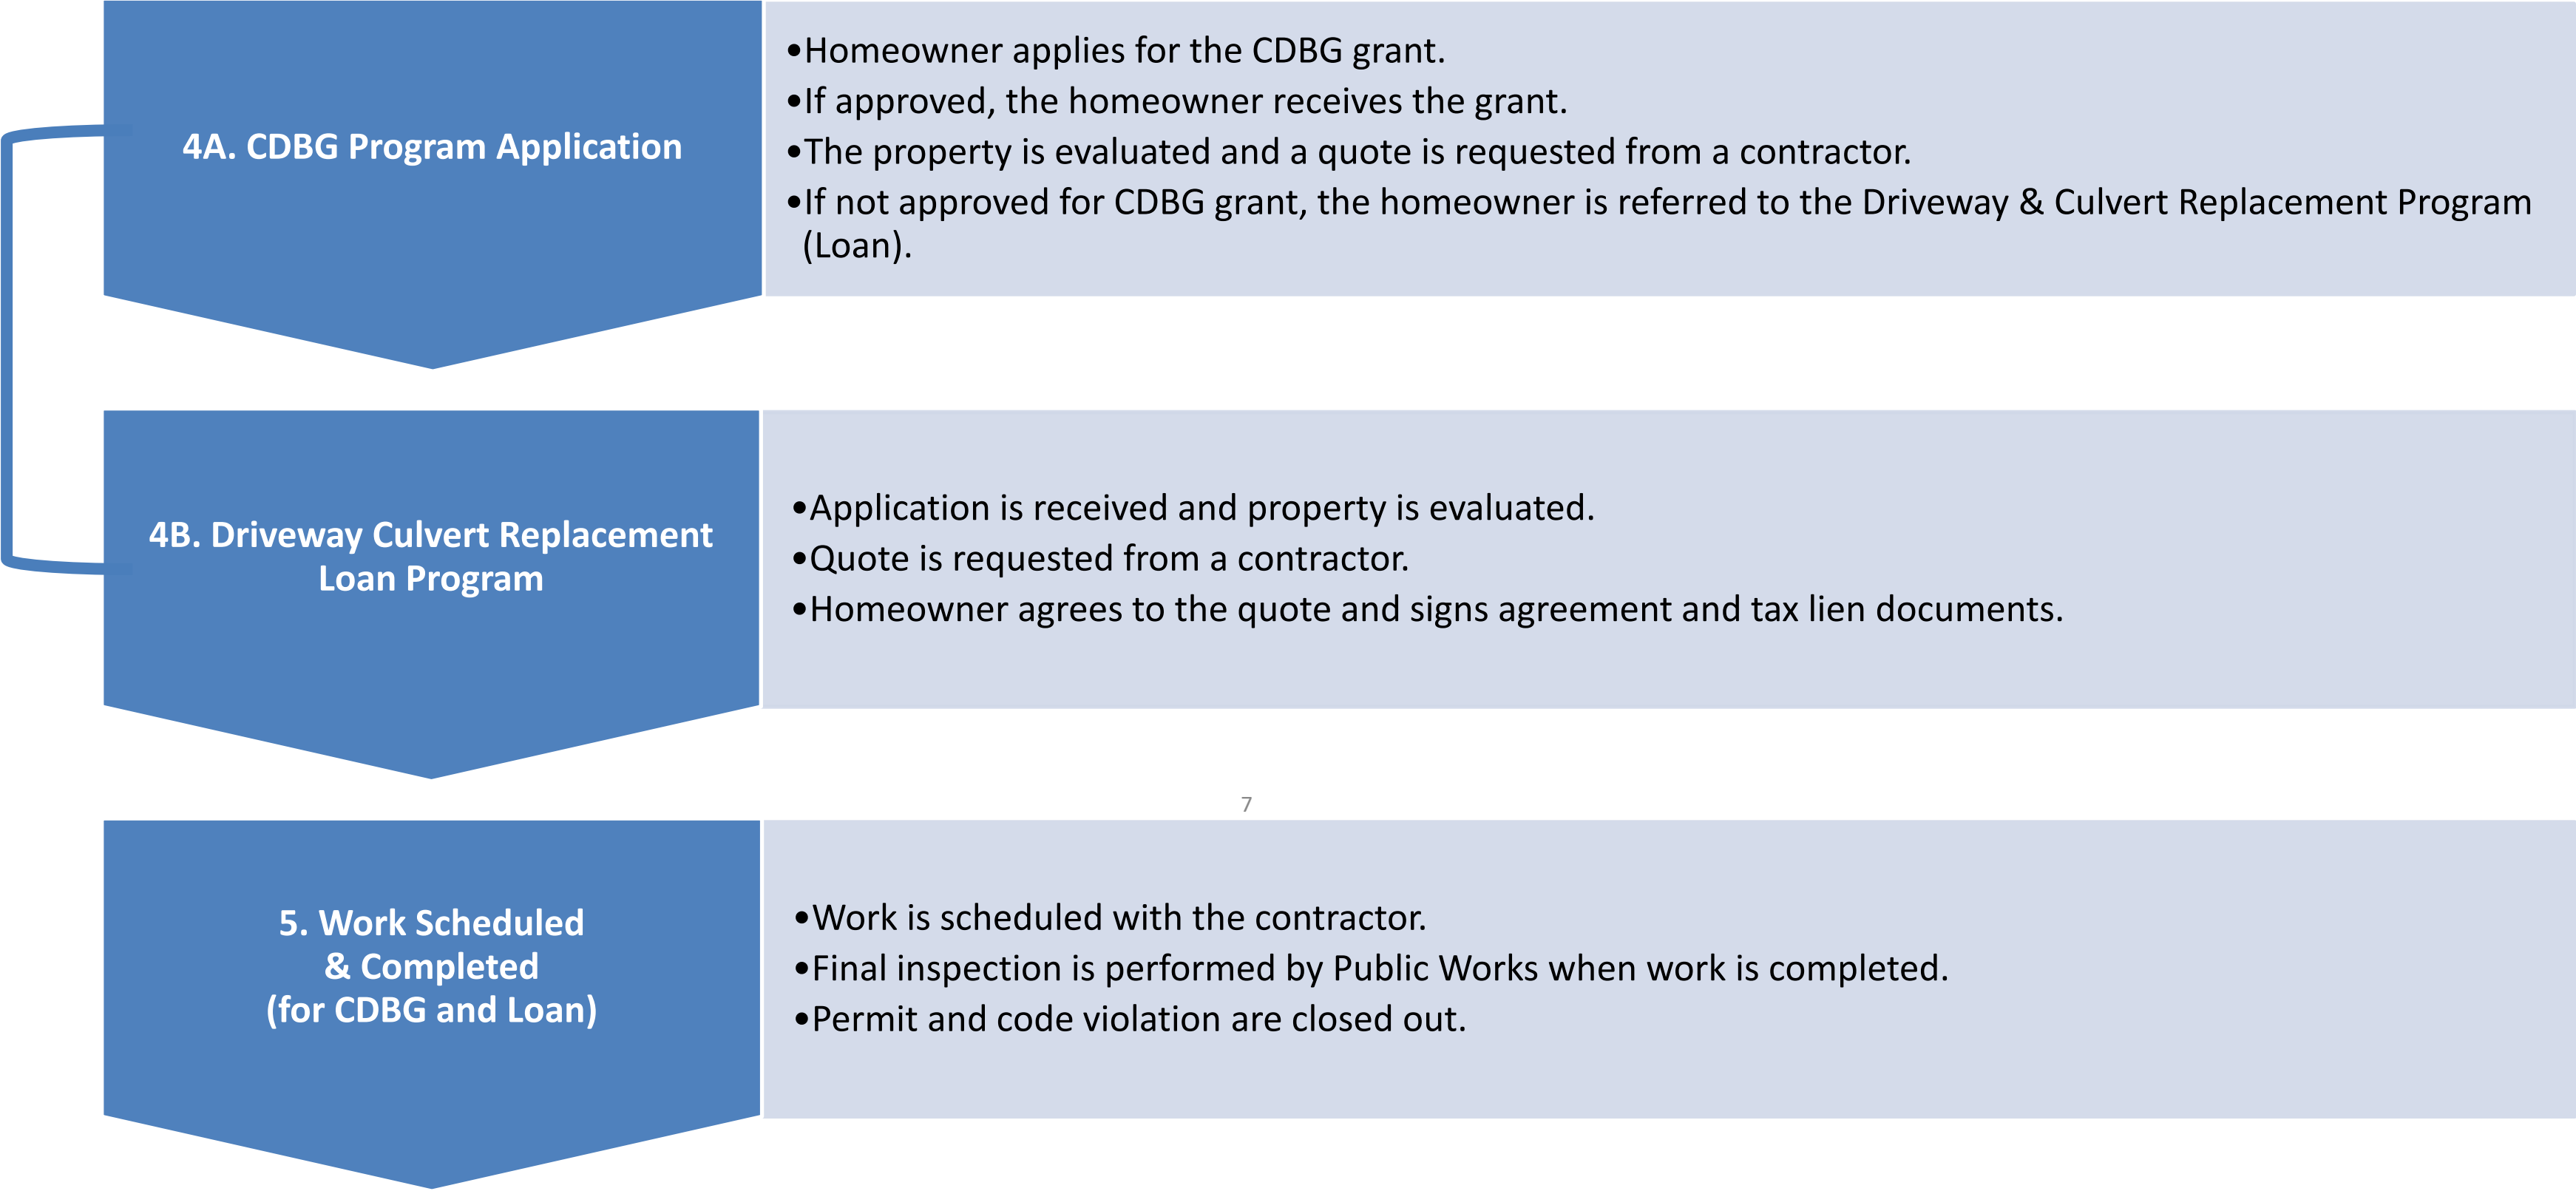 4A. CDBG Program Application
•Homeowner applies for the CDBG grant.
•If approved, the homeowner receives the grant.
•The property is evaluated and a quote is requested from a contractor.
•If not approved for CDBG grant, the homeowner is referred to the Driveway & Culvert Replacement Program
(Loan).
4B. Driveway Culvert Replacement
Loan Program
•Application is received and property is evaluated.
•Quote is requested from a contractor.
•Homeowner agrees to the quote and signs agreement and tax lien documents.
7
5. Work Scheduled
& Completed
(for CDBG and Loan)
•Work is scheduled with the contractor.
•Final inspection is performed by Public Works when work is completed.
•Permit and code violation are closed out.